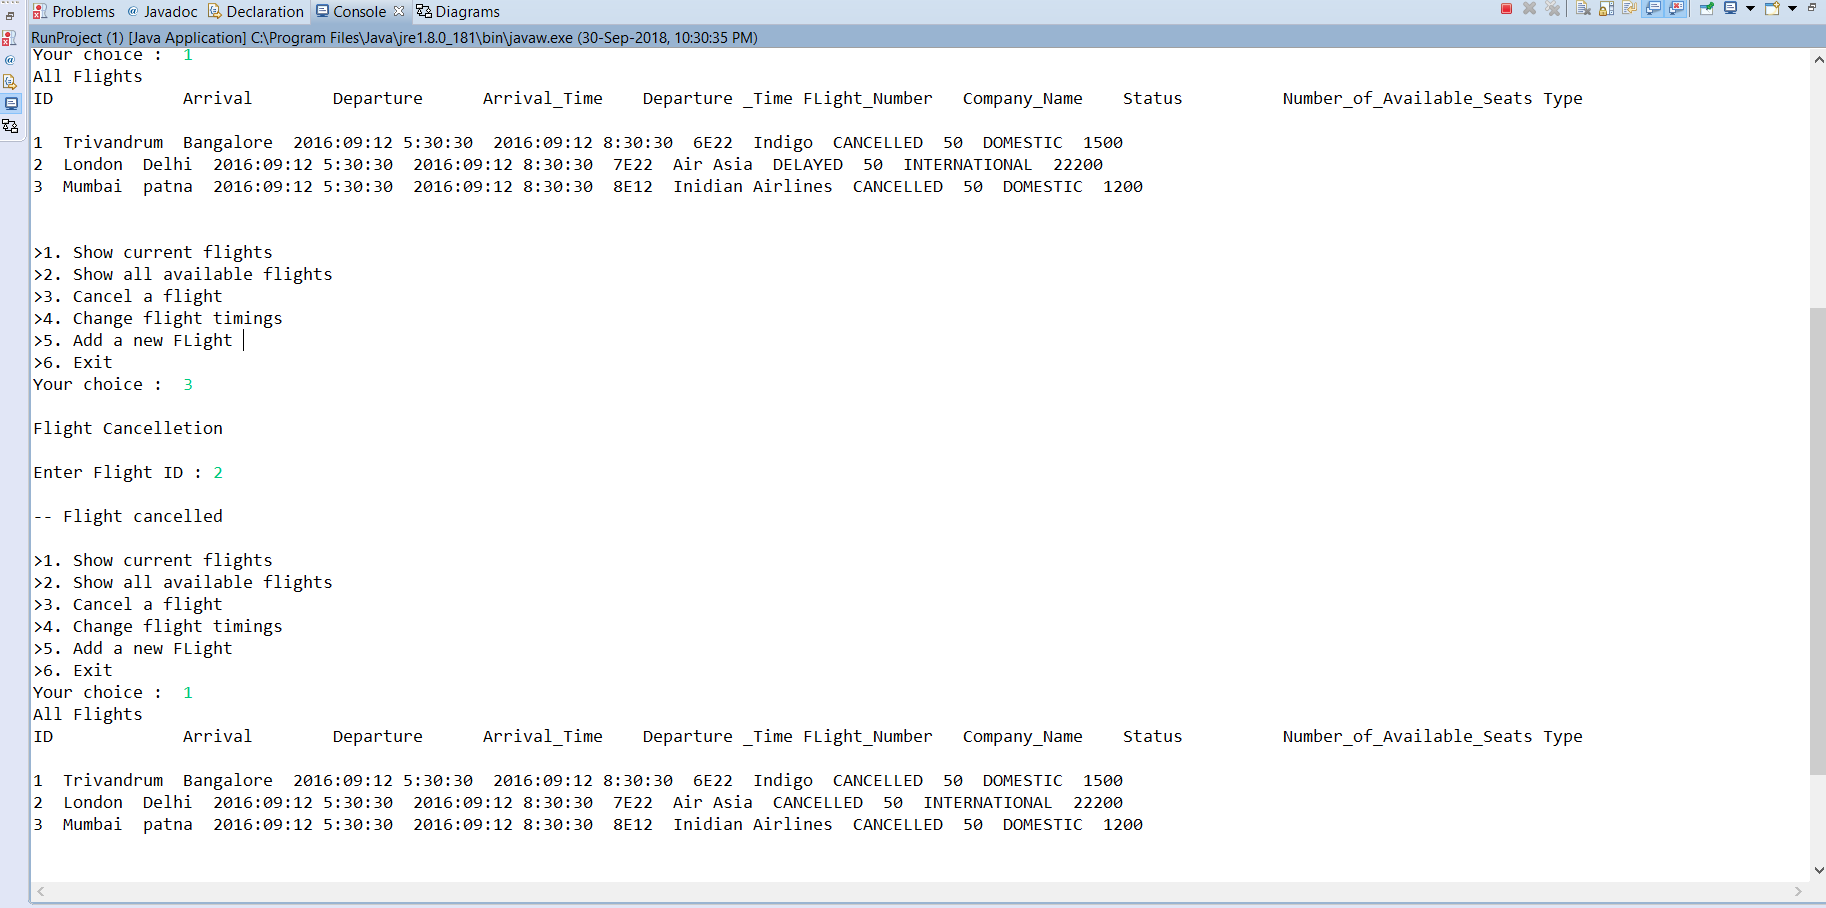 Problems @ Javadoc Declaration Console Diagrams
RunProject (1) [Java Application] C:\Program Files\Java\jre1.8.0_181\bin\javaw.exe (30-Sep-2018, 10:30:35 PM)
Your choice :  1
All Flights
ID             Arrival        Departure      Arrival_Time    Departure _Time FLight_Number   Company_Name    Status          Number_of_Available_Seats Type
1  Trivandrum  Bangalore  2016:09:12 5:30:30  2016:09:12 8:30:30  6E22  Indigo  CANCELLED  50  DOMESTIC  1500
2  London  Delhi  2016:09:12 5:30:30  2016:09:12 8:30:30  7E22  Air Asia  DELAYED  50  INTERNATIONAL  22200
3  Mumbai  patna  2016:09:12 5:30:30  2016:09:12 8:30:30  8E12  Inidian Airlines  CANCELLED  50  DOMESTIC  1200
>1. Show current flights
>2. Show all available flights
>3. Cancel a flight
>4. Change flight timings
>5. Add a new FLight
>6. Exit
Your choice :  3
Flight Cancelletion
Enter Flight ID : 2
-- Flight cancelled
>1. Show current flights
>2. Show all available flights
>3. Cancel a flight
>4. Change flight timings
>5. Add a new FLight
>6. Exit
Your choice :  1
All Flights
ID             Arrival        Departure      Arrival_Time    Departure _Time FLight_Number   Company_Name    Status          Number_of_Available_Seats Type
1  Trivandrum  Bangalore  2016:09:12 5:30:30  2016:09:12 8:30:30  6E22  Indigo  CANCELLED  50  DOMESTIC  1500
2  London  Delhi  2016:09:12 5:30:30  2016:09:12 8:30:30  7E22  Air Asia  CANCELLED  50  INTERNATIONAL  22200
3  Mumbai  patna  2016:09:12 5:30:30  2016:09:12 8:30:30  8E12  Inidian Airlines  CANCELLED  50  DOMESTIC  1200